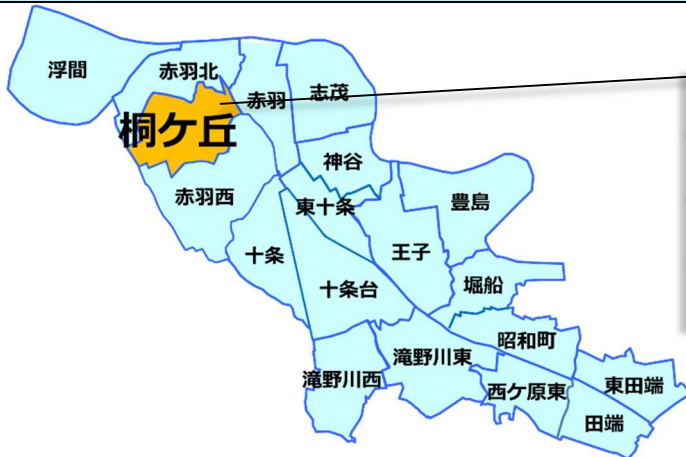 浮間
赤羽北
赤羽
志茂
桐ケ丘
神谷
赤羽西
東十条
豊島
十条
王子
十条台
堀船
昭和町
滝野川東
滝野川西
西ケ原東
東田端
田端